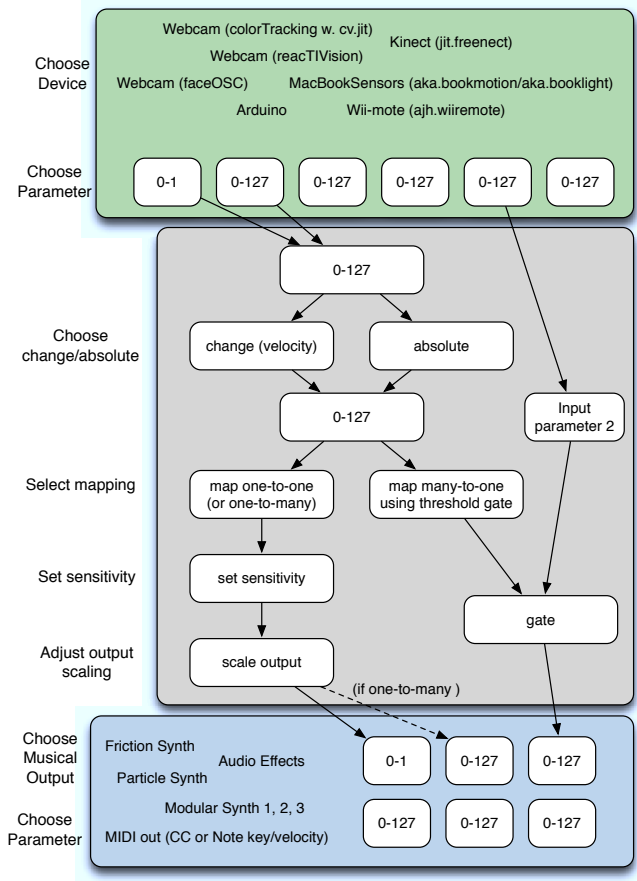 Webcam (colorTracking w. cv.jit)
Kinect (jit.freenect)
Webcam (reacTIVision)
Choose
Device
Webcam (faceOSC)
MacBookSensors (aka.bookmotion/aka.booklight)
Arduino
Wii-mote (ajh.wiiremote)
Choose
Parameter
0-1
0-127
0-127
0-127
0-127
0-127
0-127
Choose
change/absolute
change (velocity)
absolute
0-127
Input
parameter 2
Select mapping
map one-to-one
(or one-to-many)
map many-to-one
using threshold gate
Set sensitivity
set sensitivity
gate
Adjust output
scaling
scale output
(if one-to-many )
Choose
Musical
Output
Friction Synth
Audio Effects
Particle Synth
0-1
0-127
0-127
Choose
Parameter
Modular Synth 1, 2, 3
MIDI out (CC or Note key/velocity)
0-127
0-127
0-127